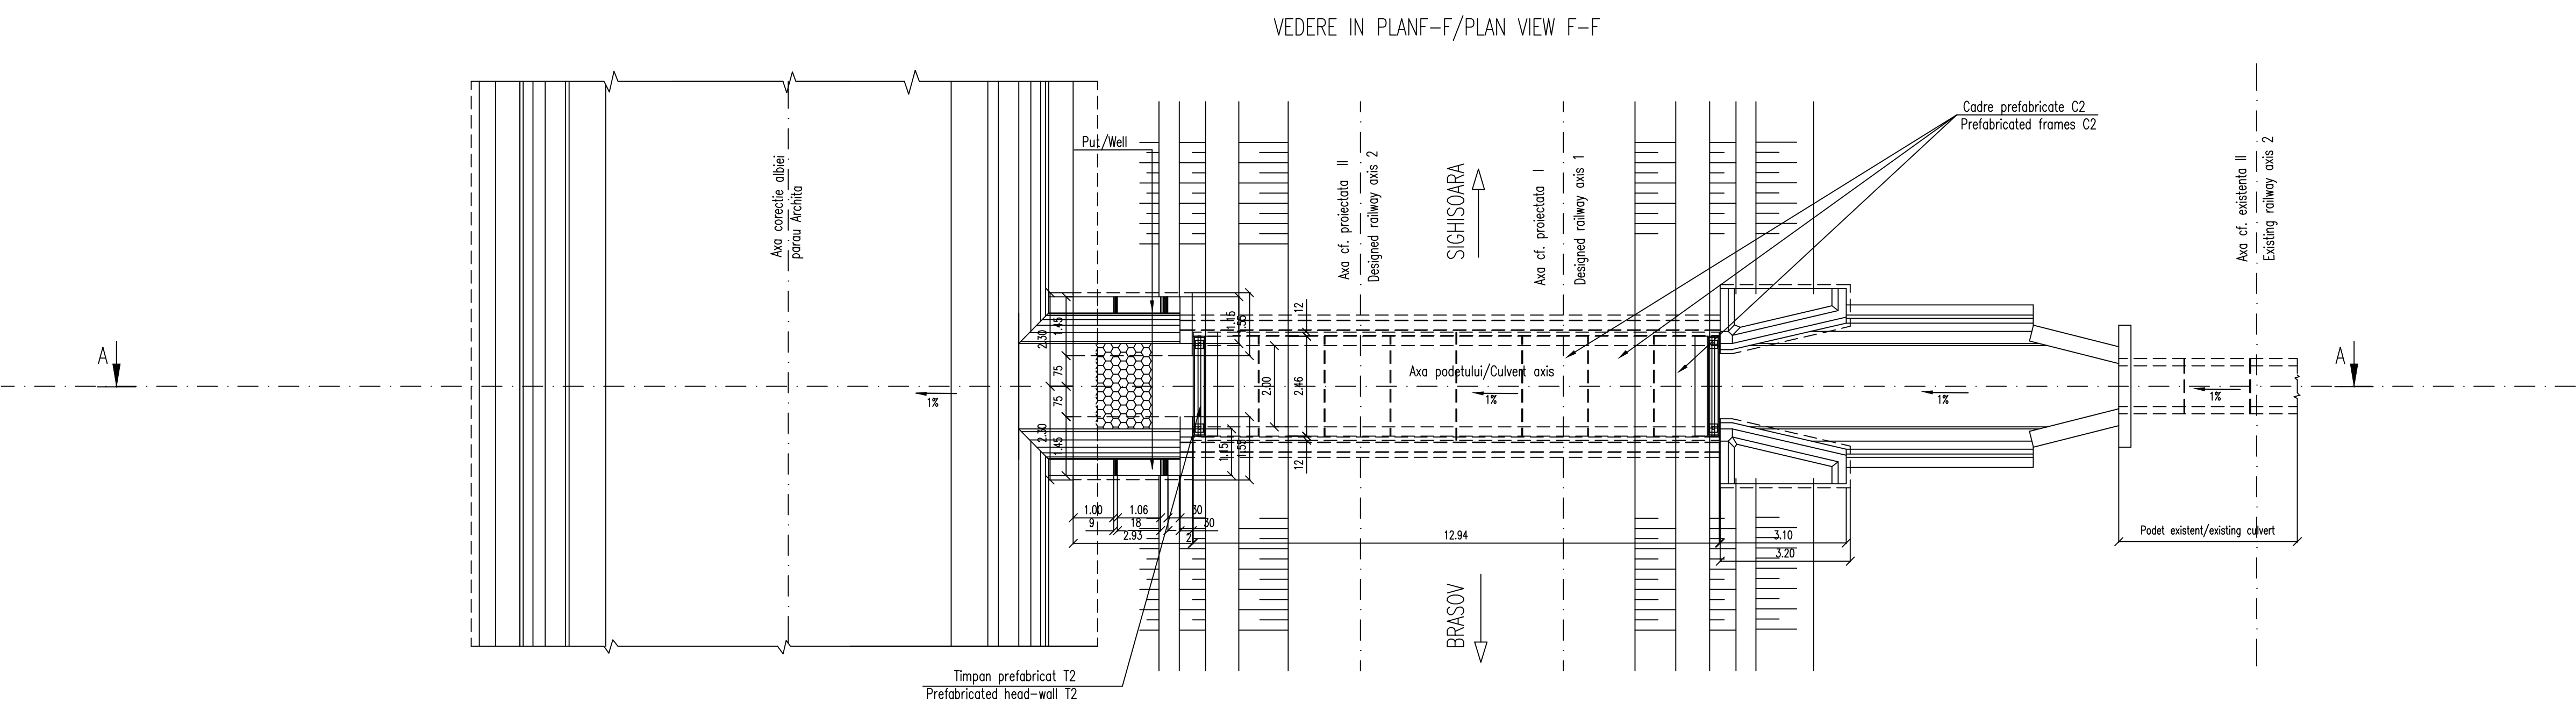 VEDERE IN PLANF-F/PLAN VIEW F-F
Cadre prefabricate C2
Prefabricated frames C2
Put/Well
Axa corectie albiei
parau Archita
Axa cf. proiectata II
Designed railway axis 2
SIGHISOARA
Axa cf. proiectata I
Designed railway axis 1
Axa cf. existenta II
Existing railway axis 2
A
A
2.30
1.45
75
75
2.30
1.45
1.15
1.55
1.15
1.55
12
2.00
2.46
12
Axa podetului/Culvert axis
1%
1%
1%
1%
1.00
1.06
30
9
18
30
2.93
2
12.94
3.10
3.20
Podet existent/existing culvert
BRASOV
Timpan prefabricat T2
Prefabricated head-wall T2